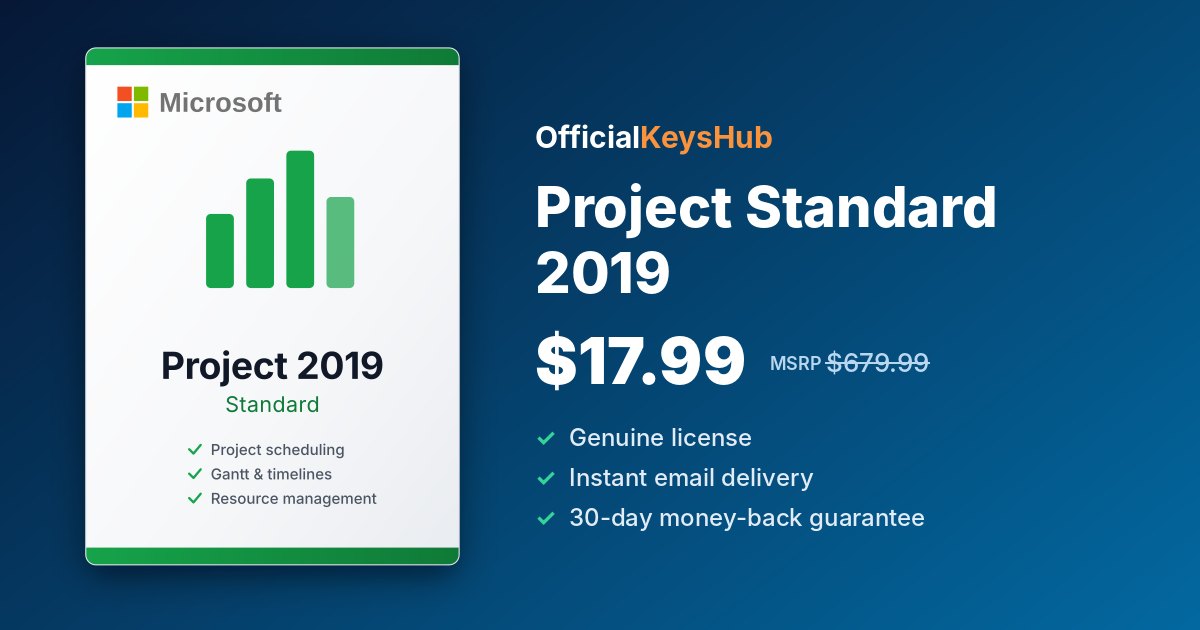 Microsoft
Project 2019
Standard
Project scheduling
Gantt & timelines
Resource management
OfficialKeysHub
Project Standard
2019
$17.99 MSRP $679.99
Genuine license
Instant email delivery
30-day money-back guarantee